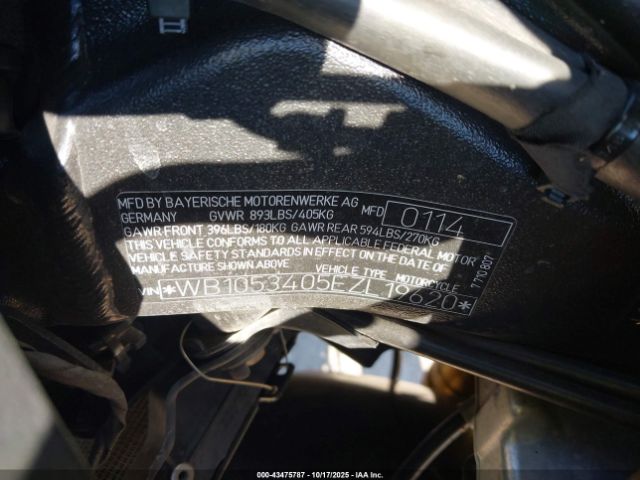 MFD BY BAYERISCHE MOTORENWERKE AG
GERMANY GVWR 893LBS/405KG MFD 0114
GAWR FRONT 396LBS/180KG GAWR REAR 594LBS/270KG
THIS VEHICLE CONFORMS TO ALL APPLICABLE FEDERAL MOTOR
VEHICLE SAFETY STANDARDS IN EFFECT ON THE DATE OF
MANUFACTURE SHOWN ABOVE VEHICLE TYPE: MOTORCYCLE
VIN *WB1053405EZL19620*
7710 807
000-43475787 - 10/17/2025 - IAA Inc.